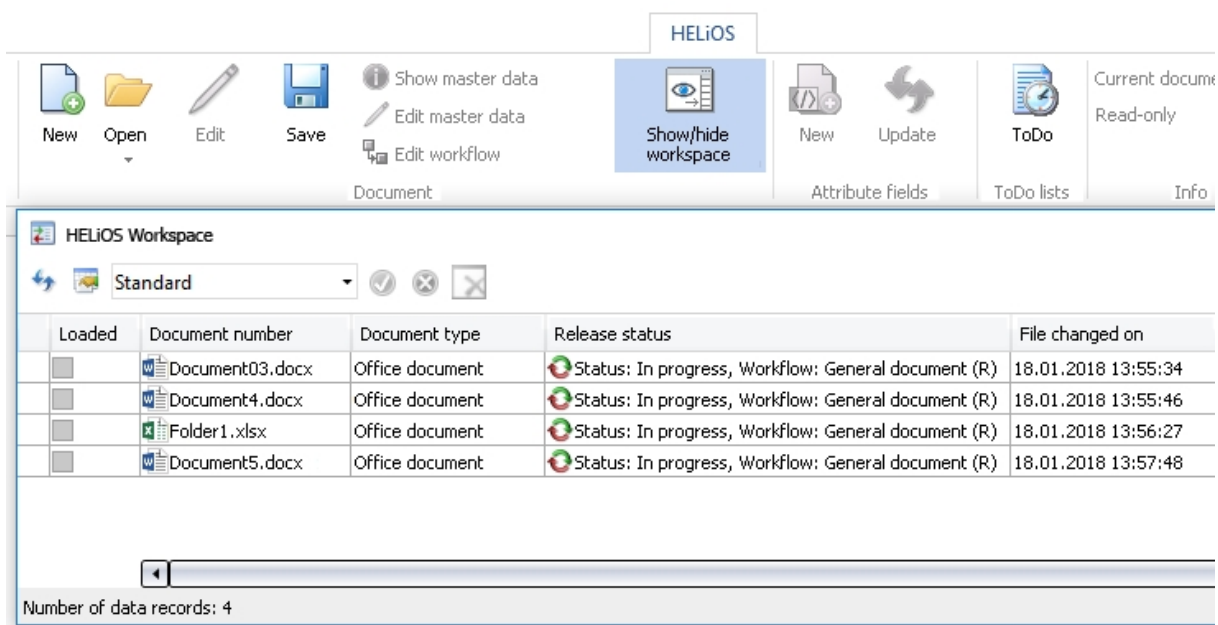 HELiOS
Show master data
Edit master data
Edit workflow
New Open Edit Save
Show/hide workspace
New Update
ToDo
Current docume
Read-only
Document
Attribute fields
ToDo lists
Info
HELiOS Workspace
Standard
Loaded Document number Document type Release status File changed on
Document03.docx Office document Status: In progress, Workflow: General document (R) 18.01.2018 13:55:34
Document4.docx Office document Status: In progress, Workflow: General document (R) 18.01.2018 13:55:46
Folder1.xlsx Office document Status: In progress, Workflow: General document (R) 18.01.2018 13:56:27
Document5.docx Office document Status: In progress, Workflow: General document (R) 18.01.2018 13:57:48
Number of data records: 4